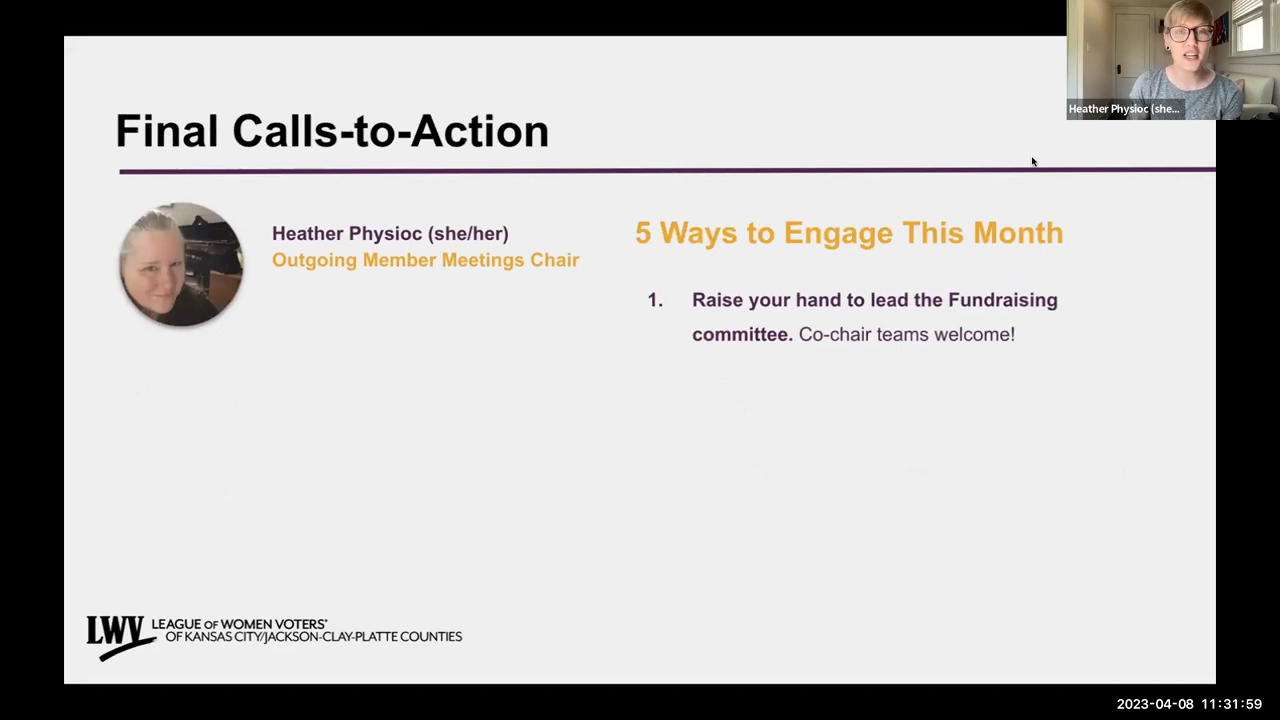 Heather Physioc (she...
Final Calls-to-Action
Heather Physioc (she/her)
Outgoing Member Meetings Chair
5 Ways to Engage This Month
1. Raise your hand to lead the Fundraising
committee. Co-chair teams welcome!
LWV LEAGUE OF WOMEN VOTERS®
OF KANSAS CITY/JACKSON-CLAY-PLATTE COUNTIES
2023-04-08 11:31:59